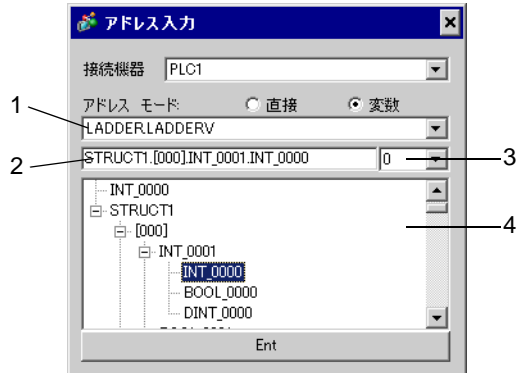 アドレス入力
接続機器 PLC1
アドレス モード: 直接 変数
1
LADDER.LADDERV
2 STRUCT1.[000].INT_0001.INT_0000 0 3
INT_0000
STRUCT1
[000] 4
INT_0001
INT_0000
BOOL_0000
DINT_0000
Ent